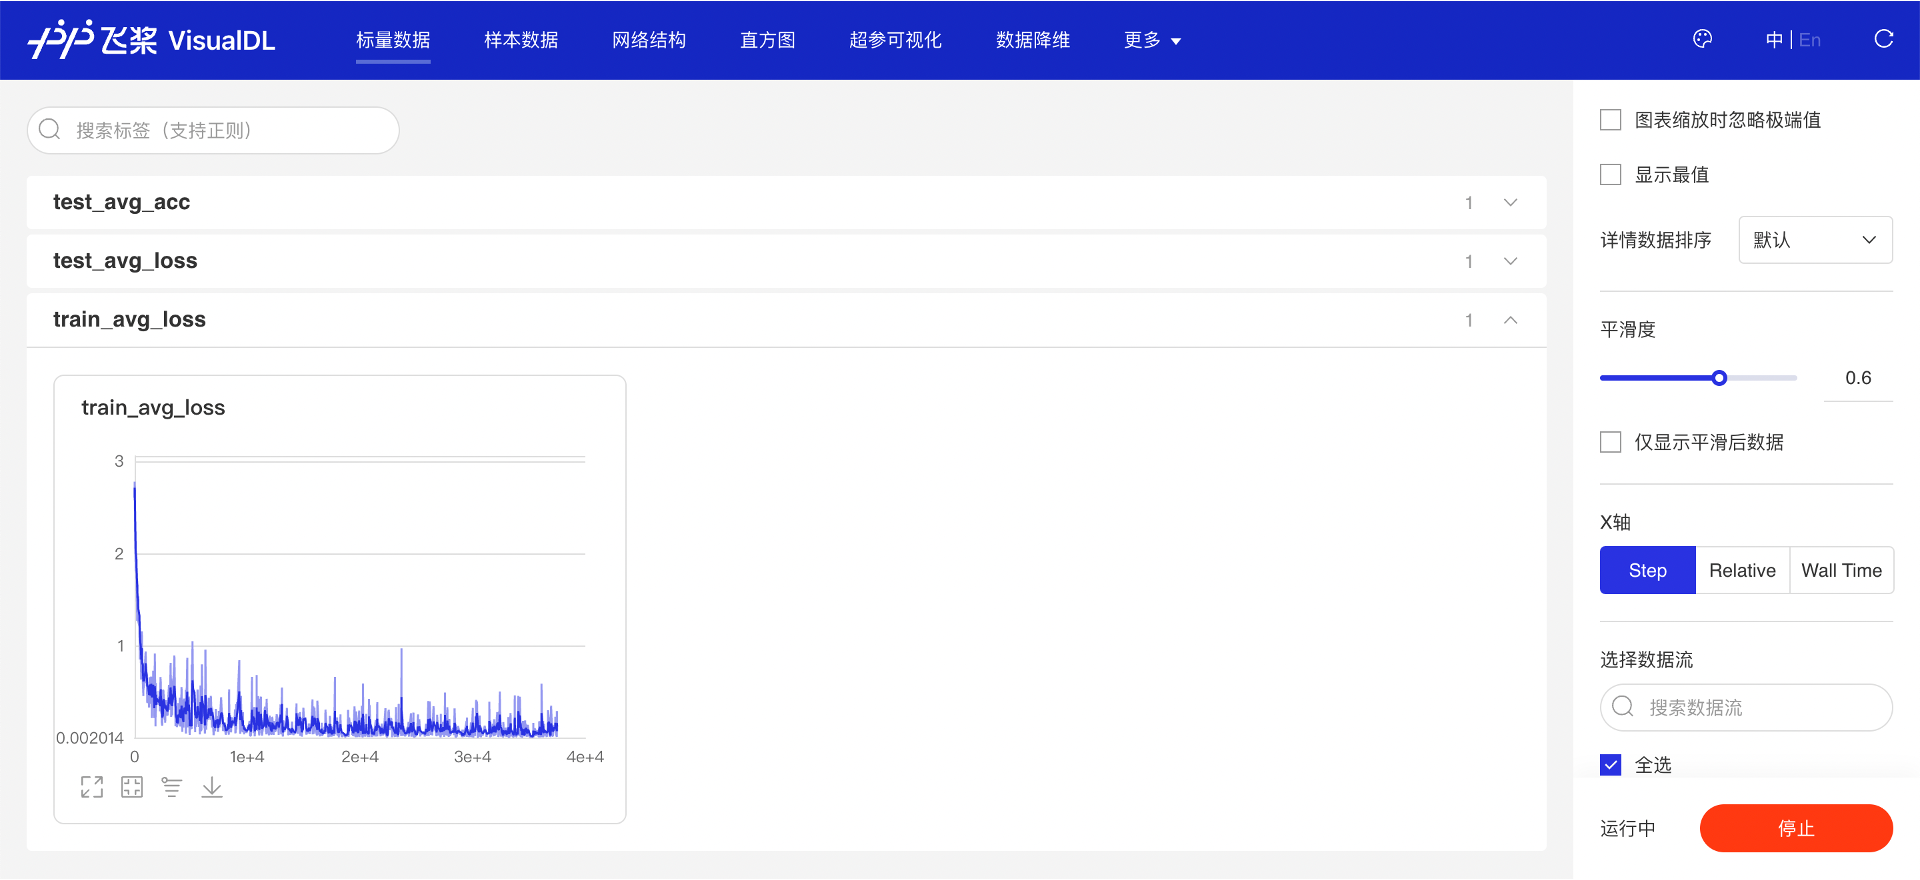 飞桨 VisualDL 标量数据 样本数据 网络结构 直方图 超参可视化 数据降维 更多 中 | En
搜索标签（支持正则）
test_avg_acc 1
test_avg_loss 1
train_avg_loss 1
train_avg_loss
3
2
1
0.002014
0 1e+4 2e+4 3e+4 4e+4
图表缩放时忽略极端值
显示最值
详情数据排序 默认
平滑度
0.6
仅显示平滑后数据
X轴
Step Relative Wall Time
选择数据流
搜索数据流
全选
运行中 停止